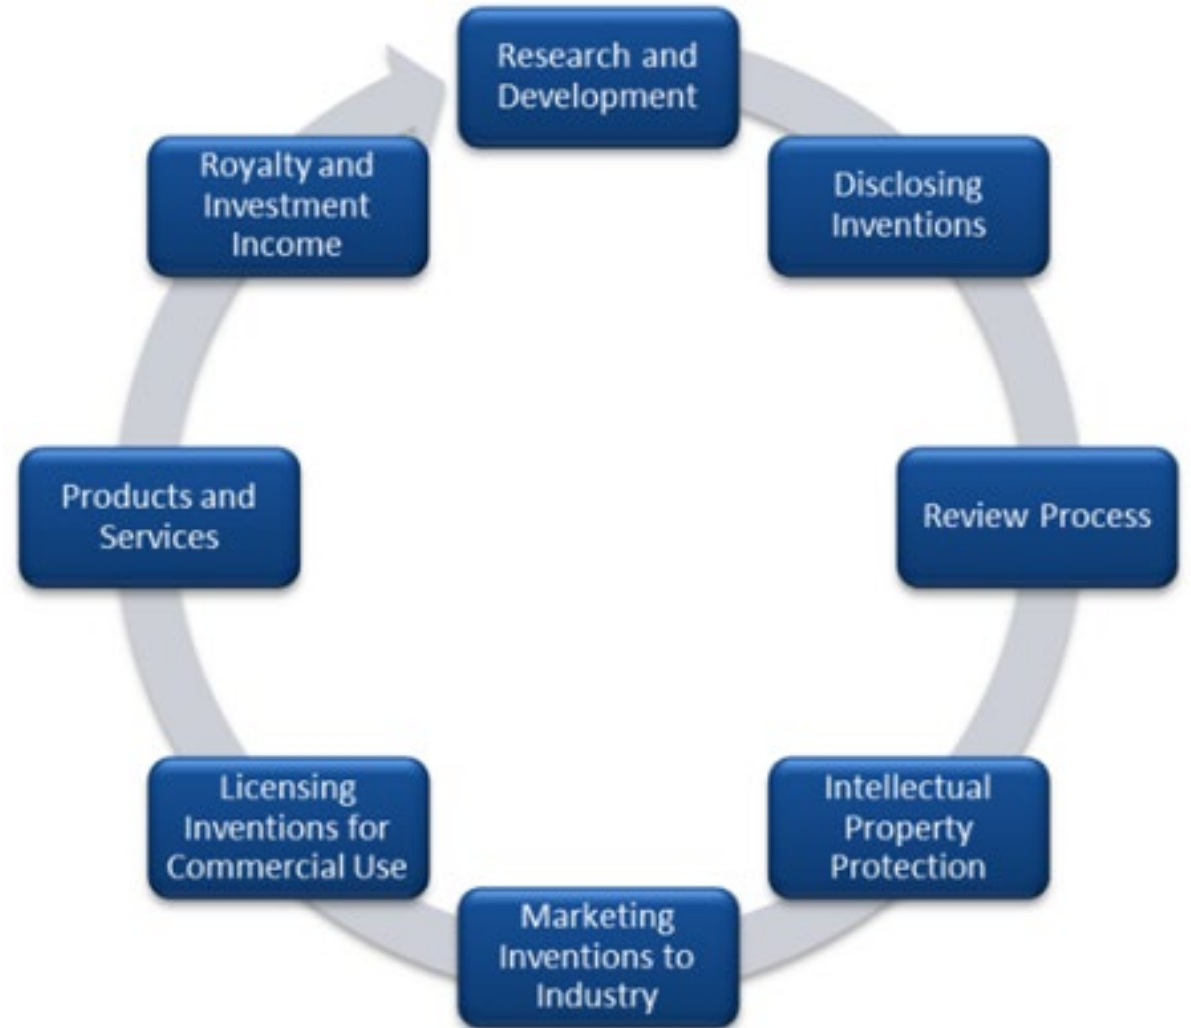 Research and
Development
Disclosing
Inventions
Review Process
Intellectual
Property
Protection
Marketing
Inventions to
Industry
Licensing
Inventions for
Commercial Use
Products and
Services
Royalty and
Investment
Income